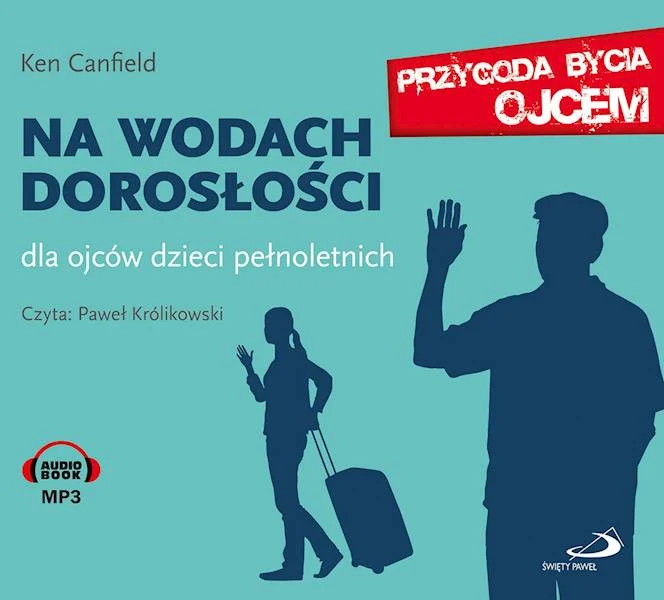 Ken Canfield
PRZYGODA BYCIA
OJCEM
NA WODACH
DOROSŁOŚCI
dla ojców dzieci pełnoletnich
Czyta: Paweł Królikowski
AUDIO
BOOK
MP3
ŚWIĘTY PAWEŁ